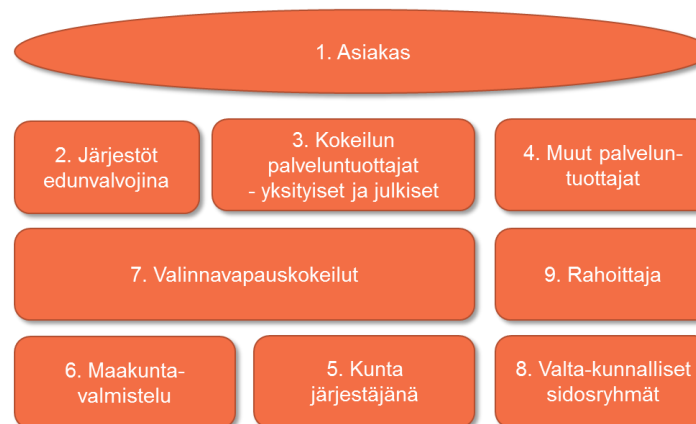 1. Asiakas
2. Järjestöt
edunvalvojina
3. Kokeilun
palveluntuottajat
- yksityiset ja julkiset
4. Muut palvelun-
tuottajat
7. Valinnavapauskokeilut
9. Rahoittaja
6. Maakunta-
valmistelu
5. Kunta
järjestäjänä
8. Valta-kunnalliset
sidosryhmät